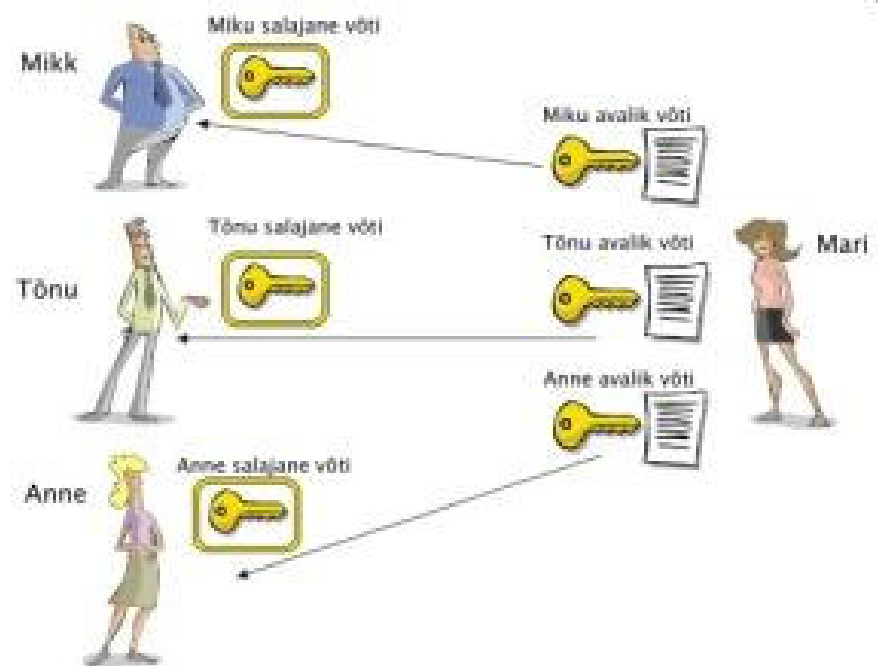 Miku salajane võti
Mikk
Miku avalik võti
Tõnu salajane võti
Tõnu avalik võti
Mari
Tõnu
Anne avalik võti
Anne salajane võti
Anne